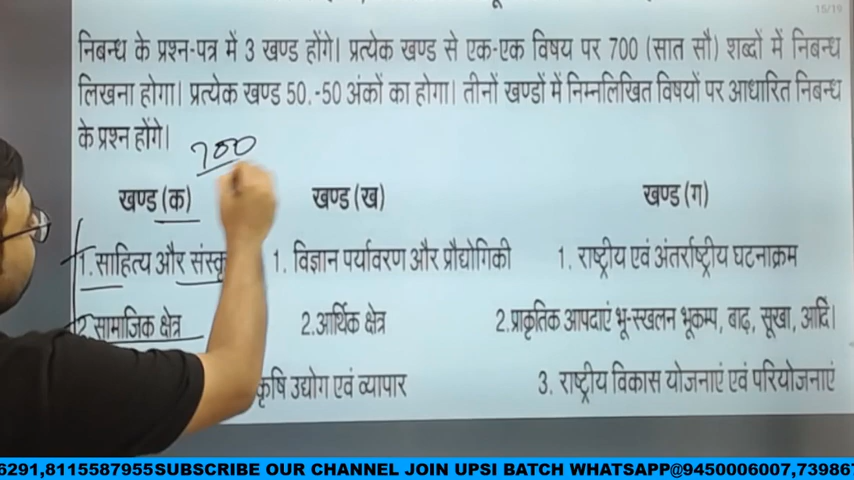 15/19
निबन्ध के प्रश्न-पत्र में 3 खण्ड होंगे। प्रत्येक खण्ड से एक-एक विषय पर 700 (सात सौ) शब्दों में निबन्ध
लिखना होगा। प्रत्येक खण्ड 50.-50 अंकों का होगा। तीनों खण्डों में निम्नलिखित विषयों पर आधारित निबन्ध
के प्रश्न होंगे।
700
खण्ड (क) खण्ड (ख) खण्ड (ग)
1. साहित्य और 1. विज्ञान पर्यावरण और प्रौद्योगिकी 1. राष्ट्रीय एवं अंतर्राष्ट्रीय घटनाक्रम
2 सामाजिक क्षेत्र 2.आर्थिक क्षेत्र 2.प्राकृतिक आपदाएं भू-स्खलन भूकम्प, बाढ़, सूखा, आदि।
कृषि उद्योग एवं व्यापार 3. राष्ट्रीय विकास योजनाएं एवं परियोजनाएं
6291,8115587955SUBSCRIBE OUR CHANNEL JOIN UPSI BATCH WHATSAPP@9450006007,73986